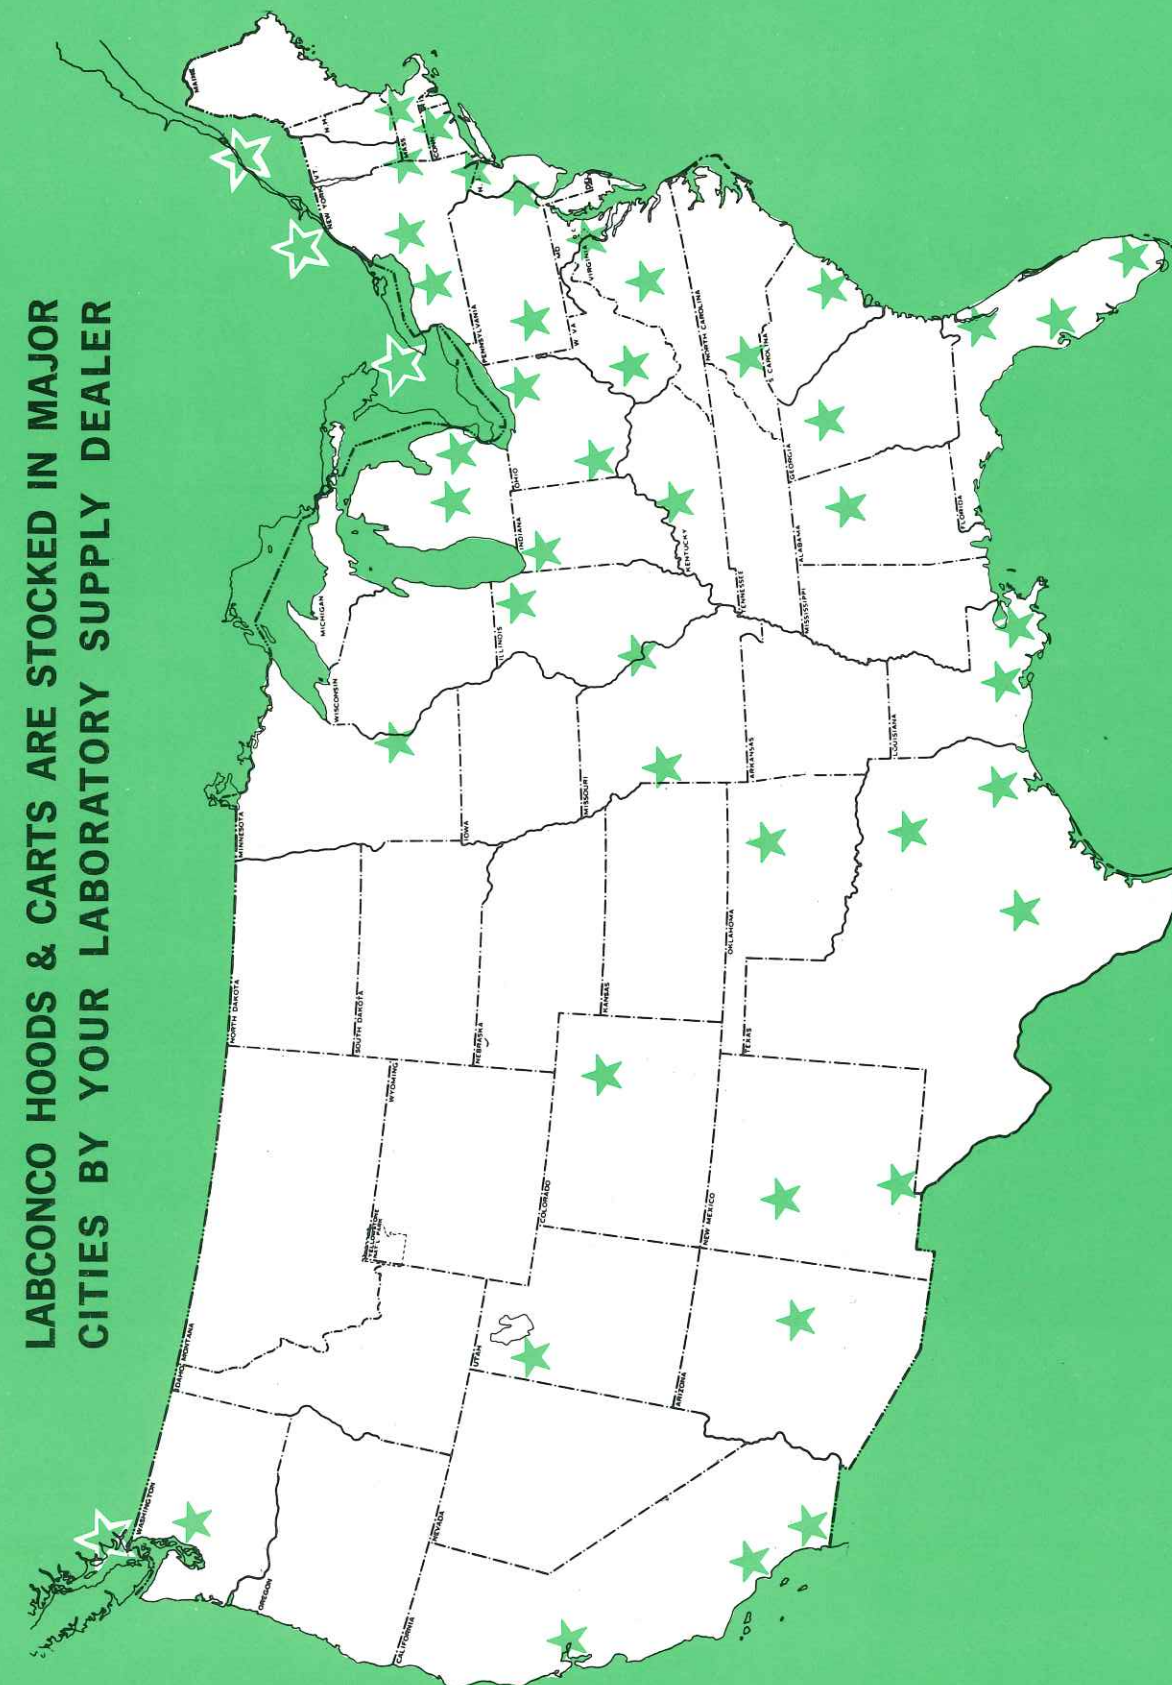 LABCONCO HOODS & CARTS ARE STOCKED IN MAJOR
CITIES BY YOUR LABORATORY SUPPLY DEALER
WASHINGTON
IDAHO
MONTANA
NORTH DAKOTA
MINNESOTA
WISCONSIN
MICHIGAN
NEW YORK
VT.
N.H.
MAINE
MASS
CONN
OREGON
YELLOWSTONE
NAT'L PARK
WYOMING
SOUTH DAKOTA
IOWA
ILLINOIS
INDIANA
OHIO
PENNSYLVANIA
MD
CALIFORNIA
NEVADA
UTAH
COLORADO
NEBRASKA
KANSAS
MISSOURI
KENTUCKY
W VA
VIRGINIA
ARIZONA
NEW MEXICO
TEXAS
OKLAHOMA
ARKANSAS
TENNESSEE
NORTH CAROLINA
S CAROLINA
LOUISIANA
MISSISSIPPI
ALABAMA
GEORGIA
FLORIDA